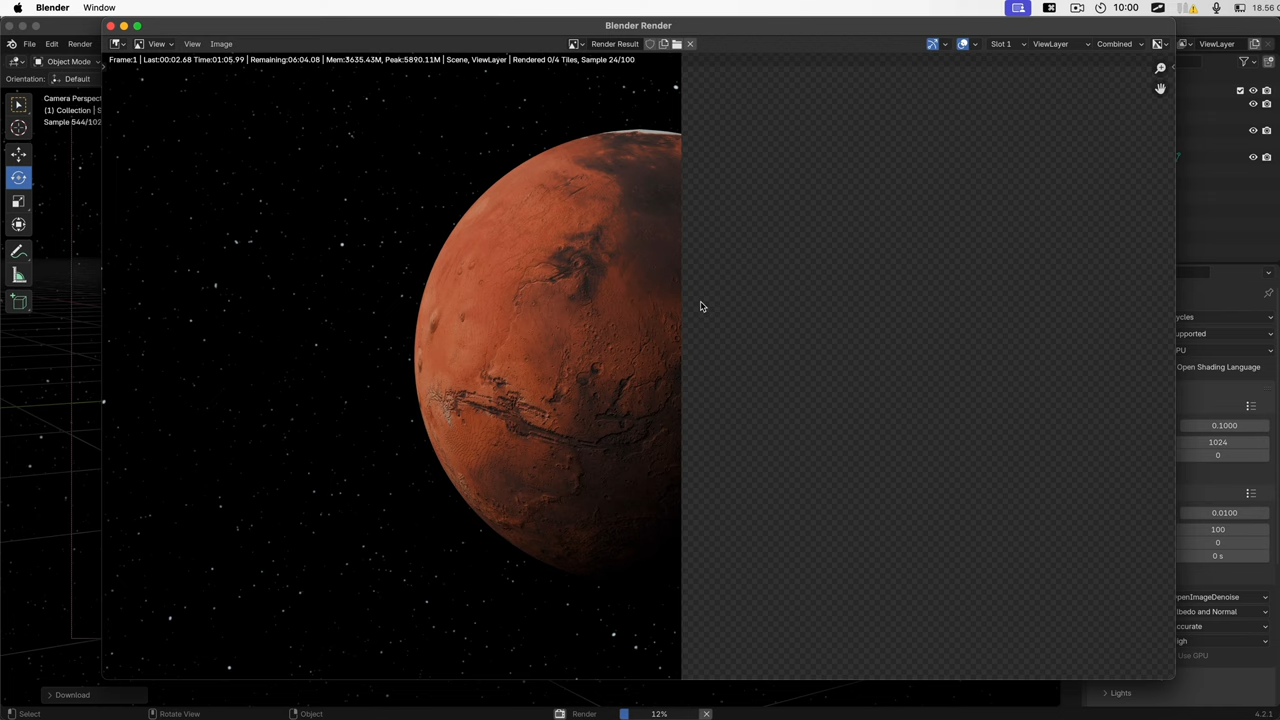 Blender Window 10:00 18.56
Blender Render
File Edit Render View View Image Render Result Slot 1 ViewLayer Combined ViewLayer
Object Mode
Frame:1 | Last:00:02.68 Time:01:05.99 | Remaining:06:04.08 | Mem:3635.43M, Peak:5890.11M | Scene, ViewLayer | Rendered 0/4 Tiles, Sample 24/100
Orientation: Default
Camera Perspe
(1) Collection |
Sample 544/102
ycles
upported
PU
Open Shading Language
0.1000
1024
0
0.0100
100
0
0 s
penImageDenoise
lbedo and Normal
ccurate
igh
Use GPU
Lights
Download
Select Rotate View Object Render 12% 4.2.1